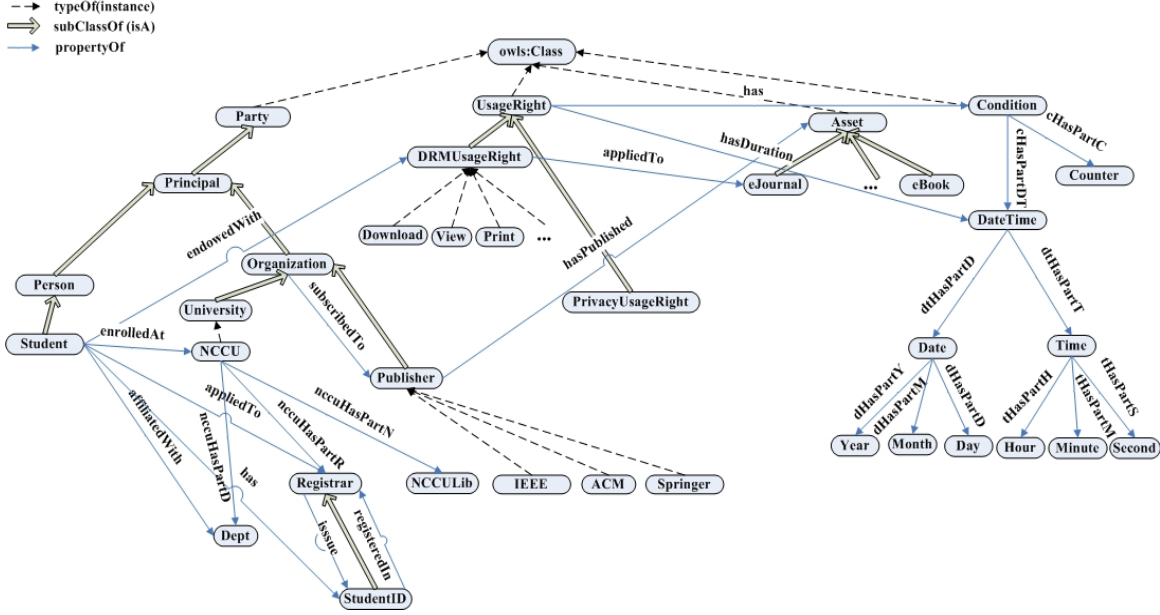 typeOf(instance)
subClassOf (isA)
propertyOf
owls:Class
has
UsageRight
Condition
Party
Asset
cHasPartC
hasDuration
appliedTo
DRMUsageRight
cHasPartDT
Principal
eJournal
...
eBook
Counter
endowedWith
Download
View
Print
...
DateTime
hasPublished
Organization
Person
dtHasPartD
dtHasPartT
PrivacyUsageRight
University
subscribedTo
enrolledAt
Student
NCCU
Date
Time
Publisher
appliedTo
affiliatedWith
nccuHasPartD
nccuHasPartR
nccuHasPartN
dHasPartY
dHasPartM
dHasPartD
tHasPartH
tHasPartM
tHasPartS
Year
Month
Day
Hour
Minute
Second
has
Registrar
NCCULib
IEEE
ACM
Springer
Dept
isssue
registeredIn
StudentID